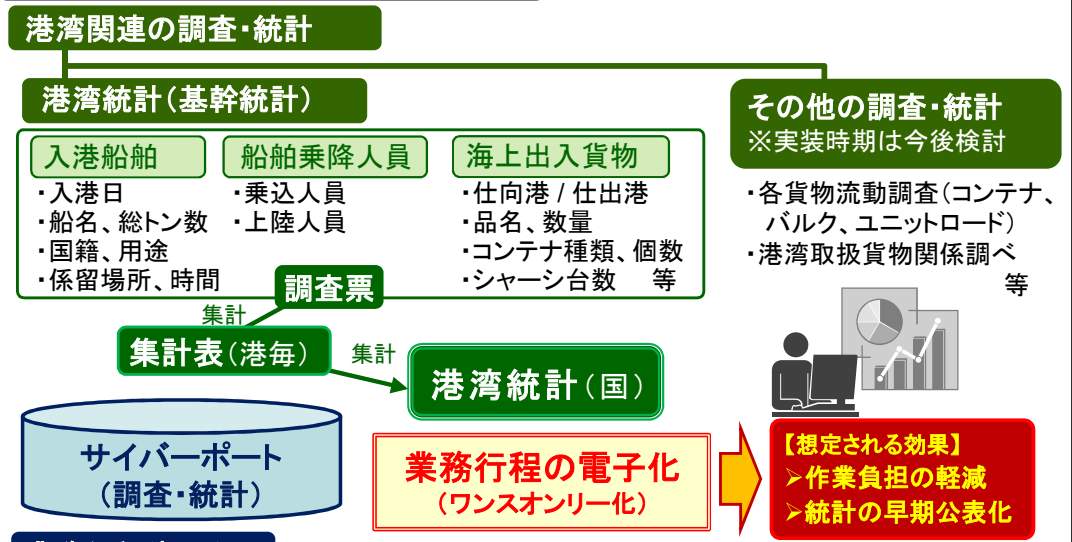 港湾関連の調査・統計
港湾統計（基幹統計）
入港船舶
・入港日
・船名、総トン数
・国籍、用途
・係留場所、時間
船舶乗降人員
・乗込人員
・上陸人員
海上出入貨物
・仕向港 / 仕出港
・品名、数量
・コンテナ種類、個数
・シャーシ台数　等
調査票
集計
集計表（港毎）
集計
港湾統計（国）
その他の調査・統計
※実装時期は今後検討
・各貨物流動調査（コンテナ、
バルク、ユニットロード）
・港湾取扱貨物関係調べ
等
サイバーポート
（調査・統計）
業務行程の電子化
（ワンスオンリー化）
【想定される効果】
➢作業負担の軽減
➢統計の早期公表化